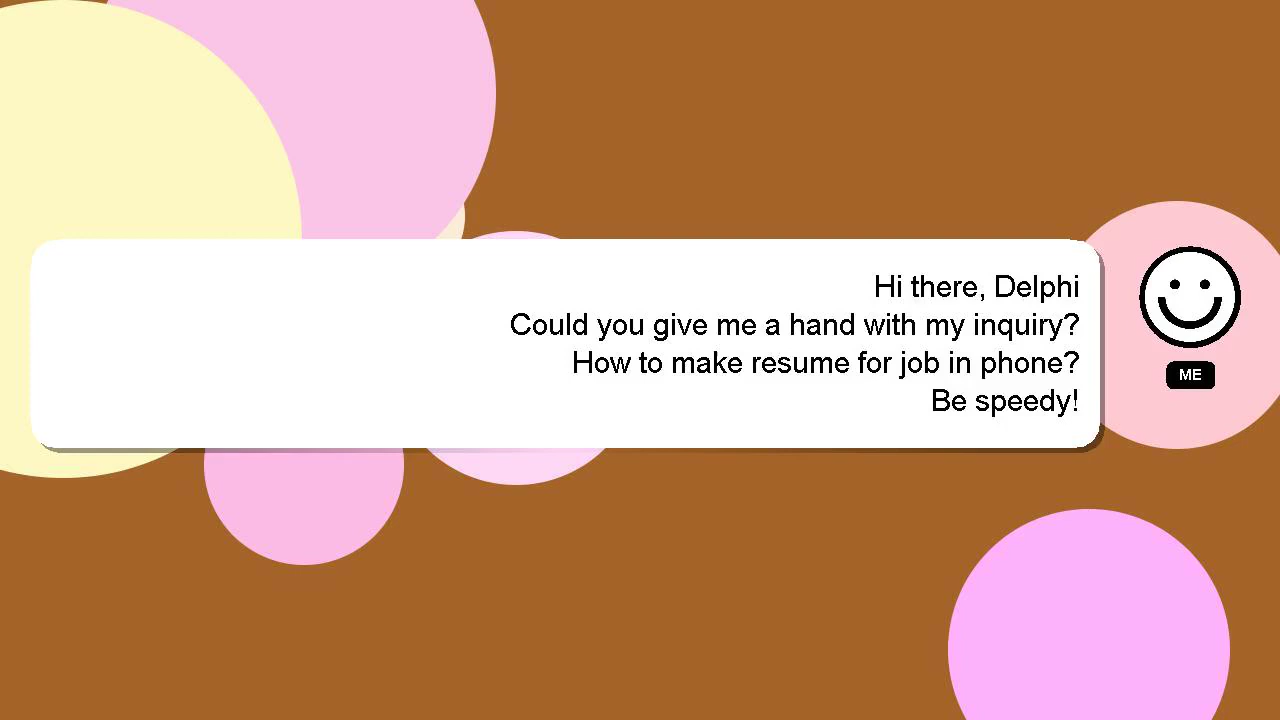 Hi there, Delphi
Could you give me a hand with my inquiry?
How to make resume for job in phone?
Be speedy!
ME